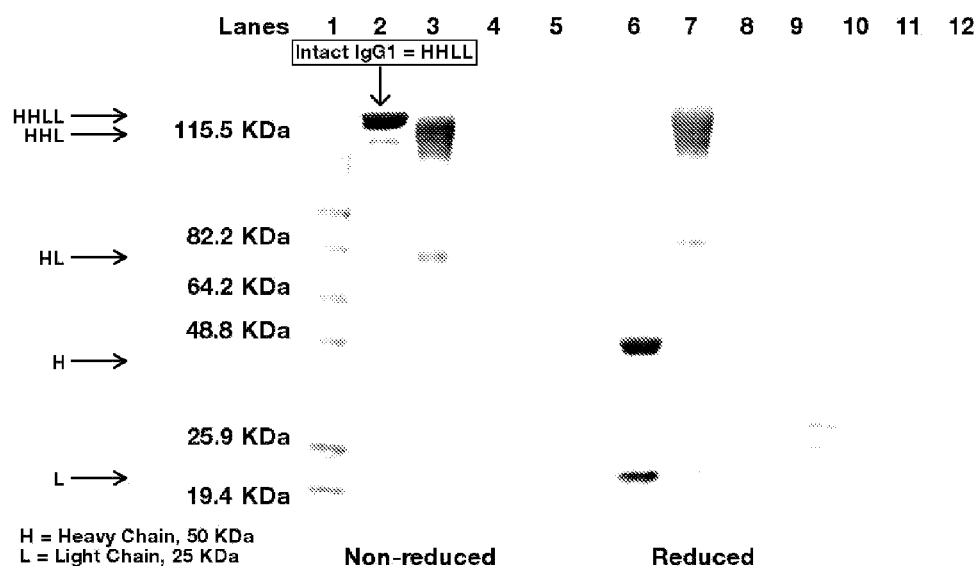 Lanes 1 2 3 4 5 6 7 8 9 10 11 12
Intact IgG1 = HHLL
HHLL
HHL
115.5 KDa
82.2 KDa
HL
64.2 KDa
48.8 KDa
H
25.9 KDa
L
19.4 KDa
H = Heavy Chain, 50 KDa
L = Light Chain, 25 KDa
Non-reduced Reduced